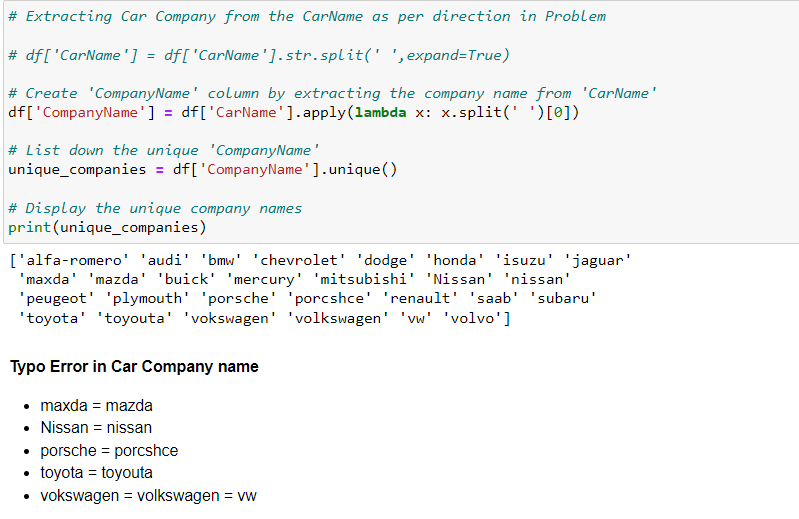 # Extracting Car Company from the CarName as per direction in Problem
# df['CarName'] = df['CarName'].str.split(' ',expand=True)
# Create 'CompanyName' column by extracting the company name from 'CarName'
df['CompanyName'] = df['CarName'].apply(lambda x: x.split(' ')[0])
# List down the unique 'CompanyName'
unique_companies = df['CompanyName'].unique()
# Display the unique company names
print(unique_companies)
['alfa-romero' 'audi' 'bmw' 'chevrolet' 'dodge' 'honda' 'isuzu' 'jaguar'
'maxda' 'mazda' 'buick' 'mercury' 'mitsubishi' 'Nissan' 'nissan'
'peugeot' 'plymouth' 'porsche' 'porcshce' 'renault' 'saab' 'subaru'
'toyota' 'toyouta' 'vokswagen' 'volkswagen' 'vw' 'volvo']
Typo Error in Car Company name
• maxda = mazda
• Nissan = nissan
• porsche = porcshce
• toyota = toyouta
• vokswagen = volkswagen = vw